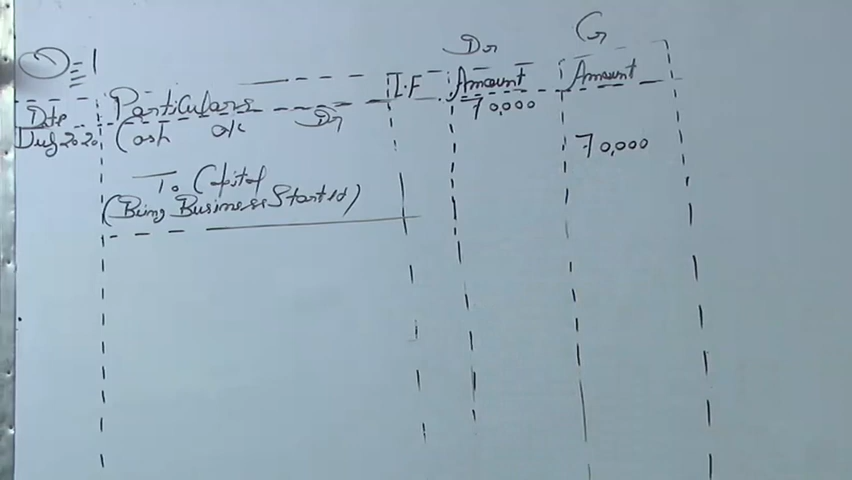 Q=1
Dr Cr
Date Particulars L.F Amount Amount
2020 Cash a/c Dr 70,000
To Capital 70,000
(Being Business Started)